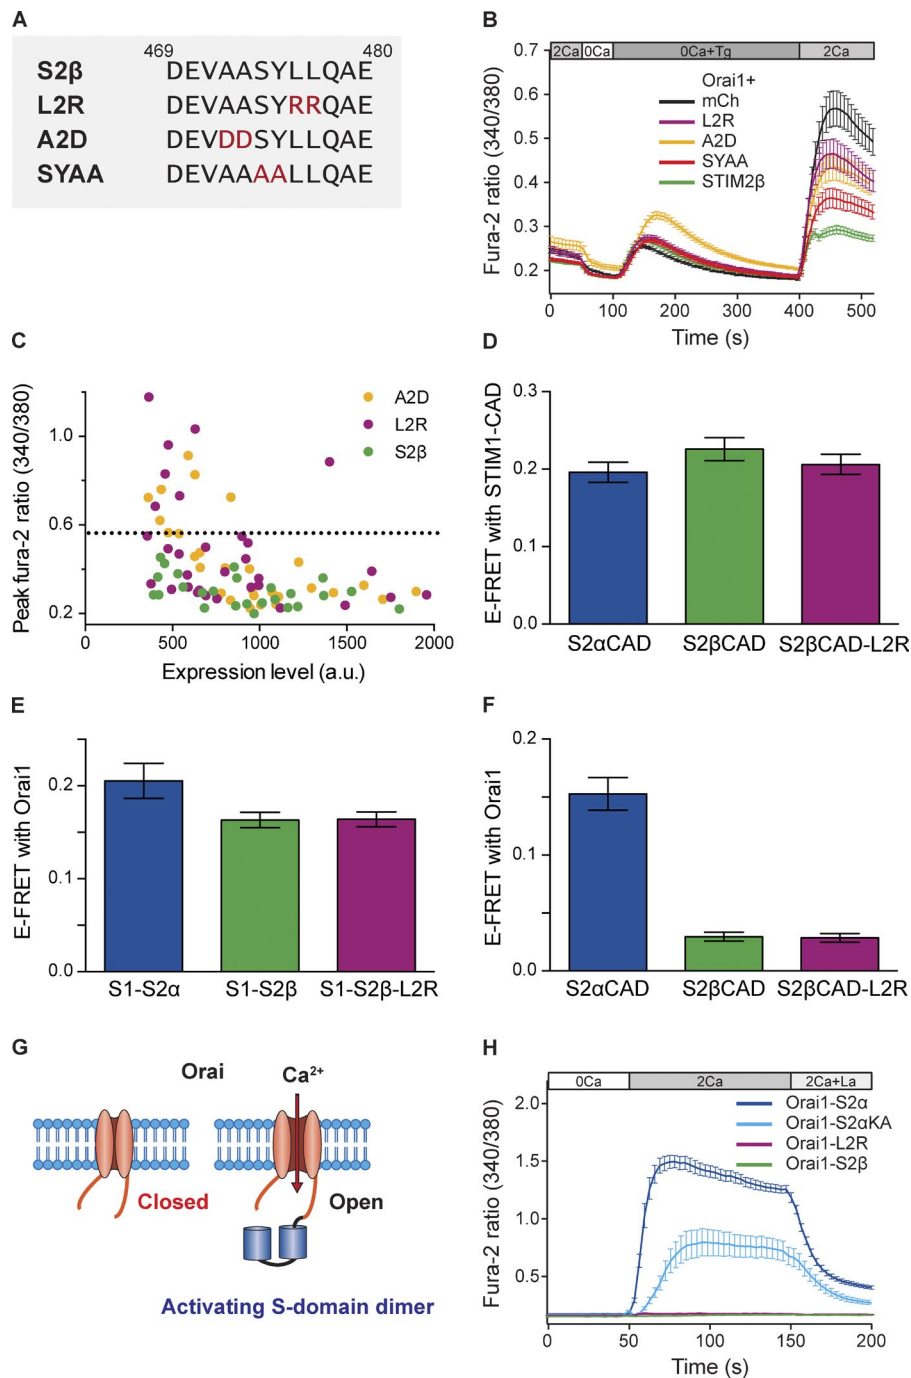 A
469 480
S2β DEVAASYLLQAE
L2R DEVAASYRRQAE
A2D DEVDDSYLLQAE
SYAA DEVAAAALLQAE
B
2Ca 0Ca 0Ca+Tg 2Ca
Orai1+
mCh
L2R
A2D
SYAA
STIM2β
Fura-2 ratio (340/380)
0.7
0.6
0.5
0.4
0.3
0.2
0 100 200 300 400 500
Time (s)
C
A2D
L2R
S2β
Peak fura-2 ratio (340/380)
1.0
0.6
0.2
0 500 1000 1500 2000
Expression level (a.u.)
D
E-FRET with STIM1-CAD
0.3
0.2
0.1
0.0
S2αCAD S2βCAD S2βCAD-L2R
E
E-FRET with Orai1
0.2
0.1
0.0
S1-S2α S1-S2β S1-S2β-L2R
F
E-FRET with Orai1
0.2
0.1
0.0
S2αCAD S2βCAD S2βCAD-L2R
G
Orai Ca2+
Closed Open
Activating S-domain dimer
H
0Ca 2Ca 2Ca+La
Orai1-S2α
Orai1-S2αKA
Orai1-L2R
Orai1-S2β
Fura-2 ratio (340/380)
2.0
1.5
1.0
0.5
0 50 100 150 200
Time (s)